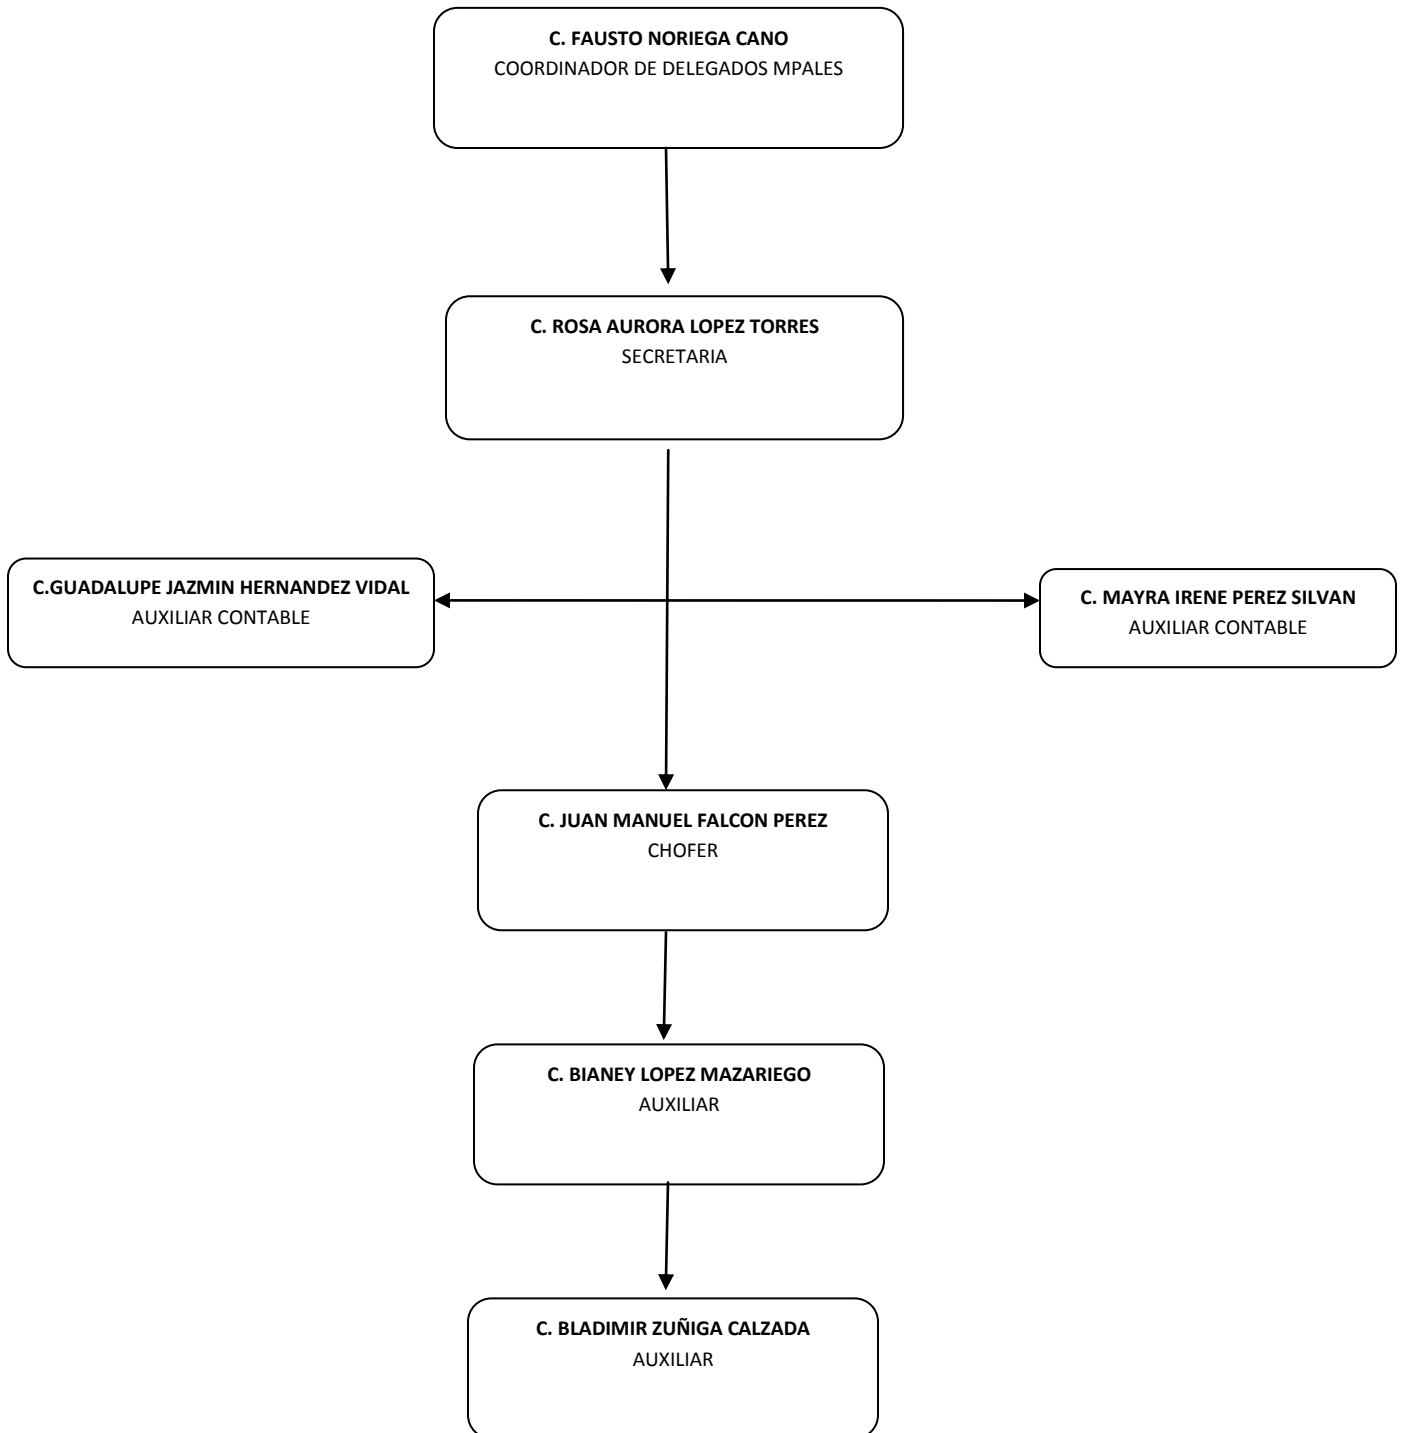 C. FAUSTO NORIEGA CANO
COORDINADOR DE DELEGADOS MPALES
C. ROSA AURORA LOPEZ TORRES
SECRETARIA
C.GUADALUPE JAZMIN HERNANDEZ VIDAL
AUXILIAR CONTABLE
C. MAYRA IRENE PEREZ SILVAN
AUXILIAR CONTABLE
C. JUAN MANUEL FALCON PEREZ
CHOFER
C. BIANEY LOPEZ MAZARIEGO
AUXILIAR
C. BLADIMIR ZUÑIGA CALZADA
AUXILIAR